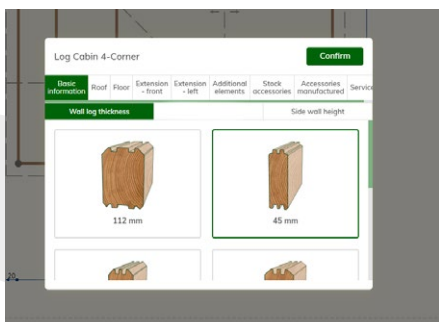 Log Cabin 4-Corner
Confirm
Basic information
Roof
Floor
Extension - front
Extension - left
Additional elements
Stock accessories
Accessories manufactured
Service
Wall log thickness
Side wall height
112 mm
45 mm
20